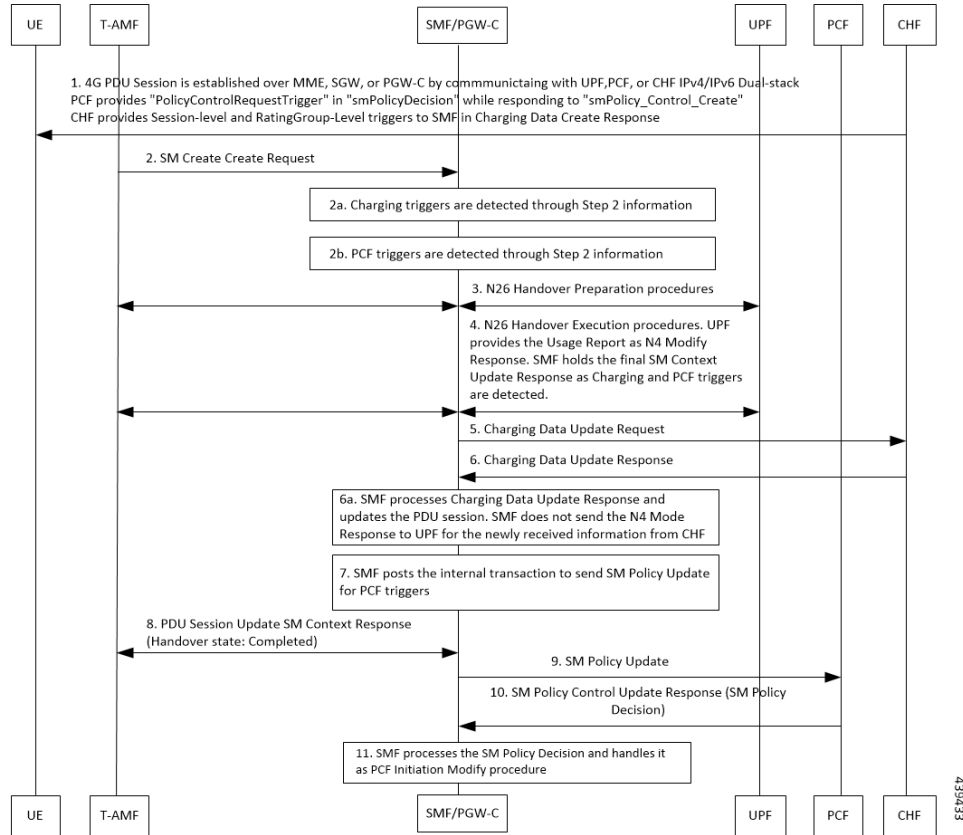 UE
T-AMF
SMF/PGW-C
UPF
PCF
CHF
1. 4G PDU Session is established over MME, SGW, or PGW-C by commmunictaing with UPF,PCF, or CHF IPv4/IPv6 Dual-stack
PCF provides "PolicyControlRequestTrigger" in "smPolicyDecision" while responding to "smPolicy_Control_Create"
CHF provides Session-level and RatingGroup-Level triggers to SMF in Charging Data Create Response
2. SM Create Create Request
2a. Charging triggers are detected through Step 2 information
2b. PCF triggers are detected through Step 2 information
3. N26 Handover Preparation procedures
4. N26 Handover Execution procedures. UPF
provides the Usage Report as N4 Modify
Response. SMF holds the final SM Context
Update Response as Charging and PCF triggers
are detected.
5. Charging Data Update Request
6. Charging Data Update Response
6a. SMF processes Charging Data Update Response and
updates the PDU session. SMF does not send the N4 Mode
Response to UPF for the newly received information from CHF
7. SMF posts the internal transaction to send SM Policy Update
for PCF triggers
8. PDU Session Update SM Context Response
(Handover state: Completed)
9. SM Policy Update
10. SM Policy Control Update Response (SM Policy
Decision)
11. SMF processes the SM Policy Decision and handles it
as PCF Initiation Modify procedure
UE
T-AMF
SMF/PGW-C
UPF
PCF
CHF
439433